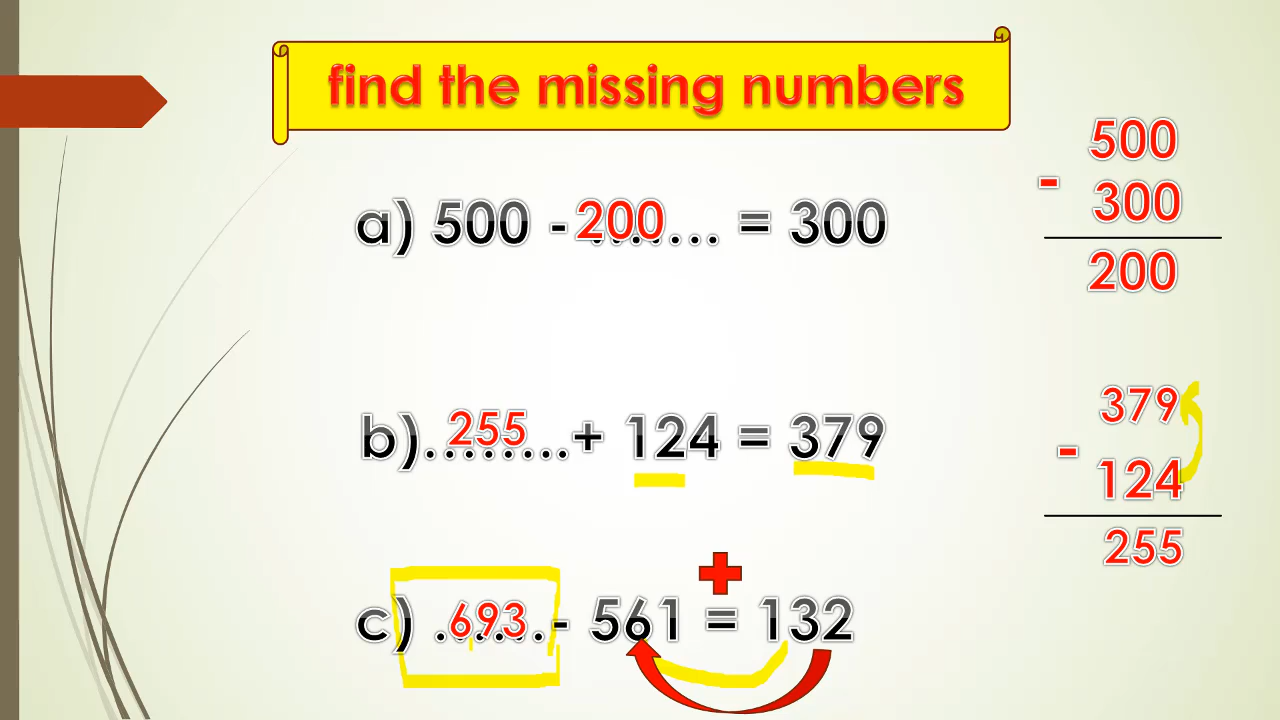 find the missing numbers
a) 500 - 200....... = 300
b)...255.....+ 124 = 379
c) .693.....- 561 = 132
+
500
- 300
200
379
- 124
255